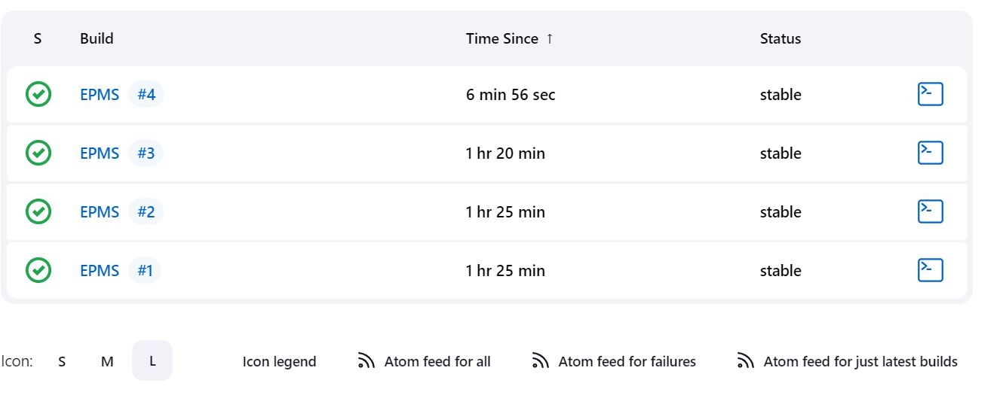 S Build Time Since ↑ Status
EPMS #4 6 min 56 sec stable
EPMS #3 1 hr 20 min stable
EPMS #2 1 hr 25 min stable
EPMS #1 1 hr 25 min stable
Icon: S M L Icon legend Atom feed for all Atom feed for failures Atom feed for just latest builds